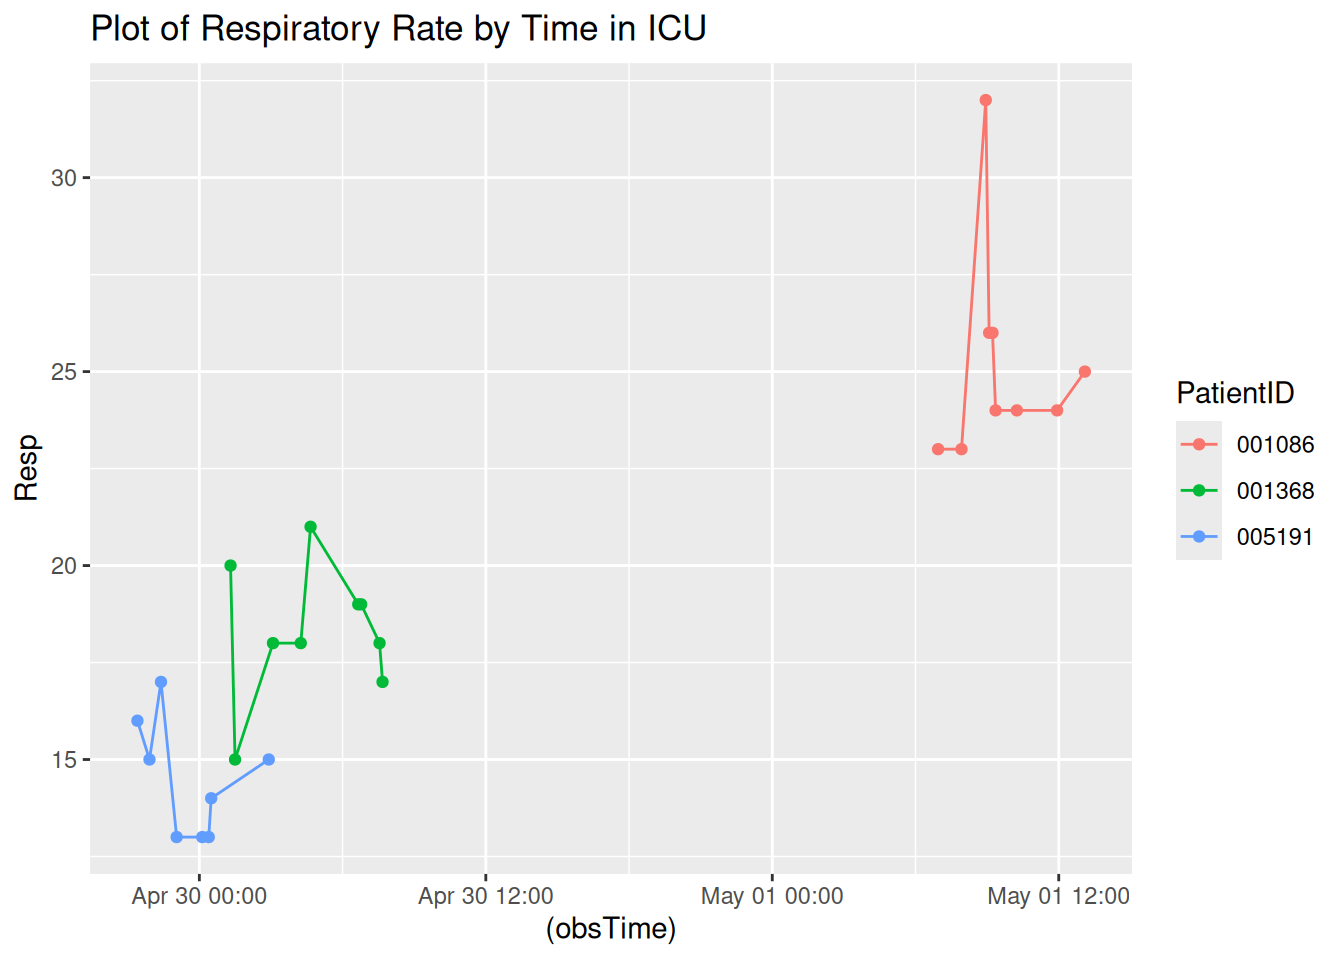 Plot of Respiratory Rate by Time in ICU
Resp
30
25
20
15
Apr 30 00:00
Apr 30 12:00
May 01 00:00
May 01 12:00
(obsTime)
PatientID
001086
001368
005191